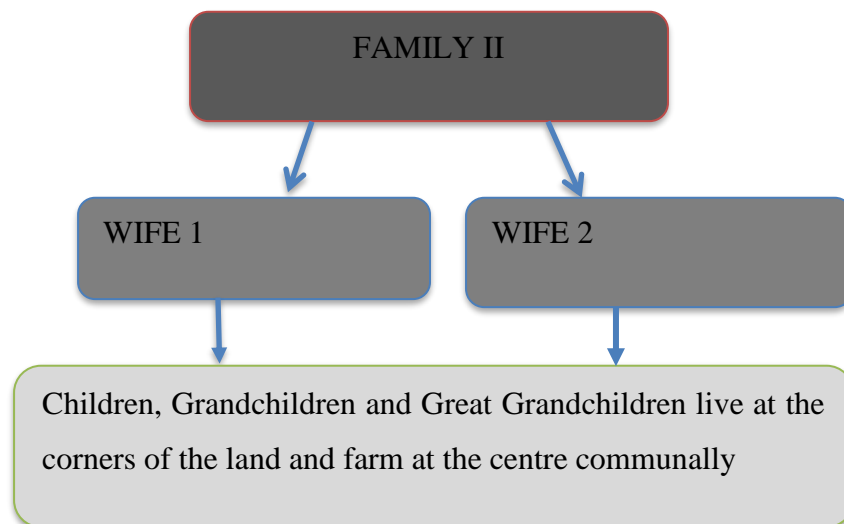 FAMILY II
WIFE 1
WIFE 2
Children, Grandchildren and Great Grandchildren live at the
corners of the land and farm at the centre communally